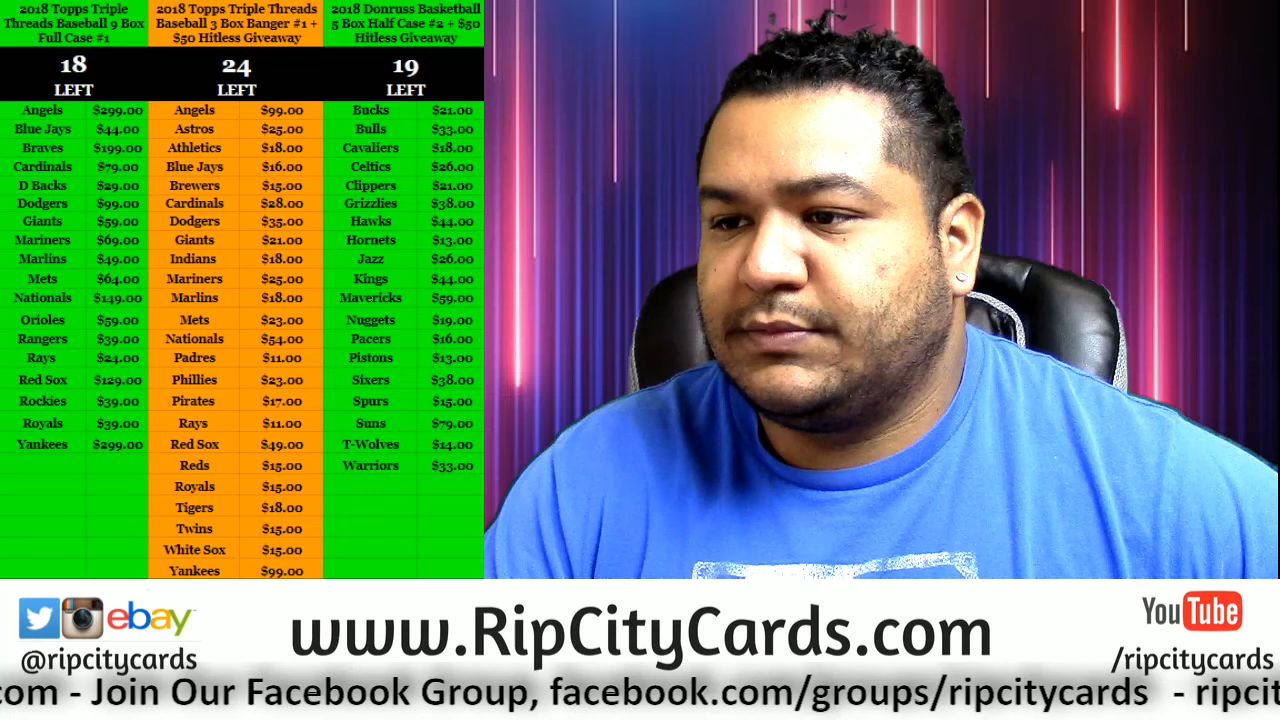 2018 Topps Triple
Threads Baseball 9 Box
Full Case #1
18
LEFT
Angels $299.00
Blue Jays $44.00
Braves $199.00
Cardinals $79.00
D Backs $29.00
Dodgers $99.00
Giants $59.00
Mariners $69.00
Marlins $49.00
Mets $64.00
Nationals $149.00
Orioles $59.00
Rangers $39.00
Rays $24.00
Red Sox $129.00
Rockies $39.00
Royals $39.00
Yankees $299.00
2018 Topps Triple Threads
Baseball 3 Box Banger #1 +
$50 Hitless Giveaway
24
LEFT
Angels $99.00
Astros $25.00
Athletics $18.00
Blue Jays $16.00
Brewers $15.00
Cardinals $28.00
Dodgers $35.00
Giants $21.00
Indians $18.00
Mariners $25.00
Marlins $18.00
Mets $23.00
Nationals $54.00
Padres $11.00
Phillies $23.00
Pirates $17.00
Rays $11.00
Red Sox $49.00
Reds $15.00
Royals $15.00
Tigers $18.00
Twins $15.00
White Sox $15.00
Yankees $99.00
2018 Donruss Basketball
5 Box Half Case #2 + $50
Hitless Giveaway
19
LEFT
Bucks $21.00
Bulls $33.00
Cavaliers $18.00
Celtics $26.00
Clippers $21.00
Grizzlies $38.00
Hawks $44.00
Hornets $13.00
Jazz $26.00
Kings $44.00
Mavericks $59.00
Nuggets $19.00
Pacers $16.00
Pistons $13.00
Sixers $38.00
Spurs $15.00
Suns $79.00
T-Wolves $14.00
Warriors $33.00
ebay
@ripcitycards
www.RipCityCards.com
YouTube
/ripcitycards
.com - Join Our Facebook Group, facebook.com/groups/ripcitycards - ripcit